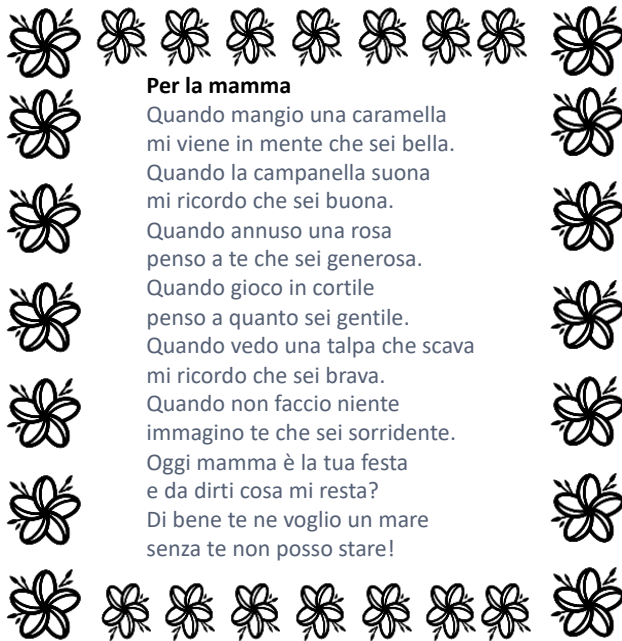 Per la mamma
Quando mangio una caramella
mi viene in mente che sei bella.
Quando la campanella suona
mi ricordo che sei buona.
Quando annuso una rosa
penso a te che sei generosa.
Quando gioco in cortile
penso a quanto sei gentile.
Quando vedo una talpa che scava
mi ricordo che sei brava.
Quando non faccio niente
immagino te che sei sorridente.
Oggi mamma è la tua festa
e da dirti cosa mi resta?
Di bene te ne voglio un mare
senza te non posso stare!